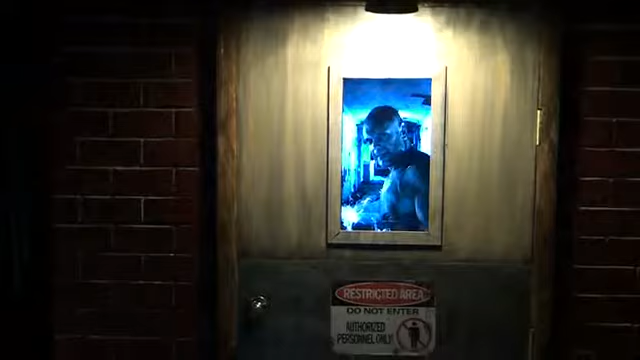 RESTRICTED AREA
DO NOT ENTER
AUTHORIZED
PERSONNEL ONLY